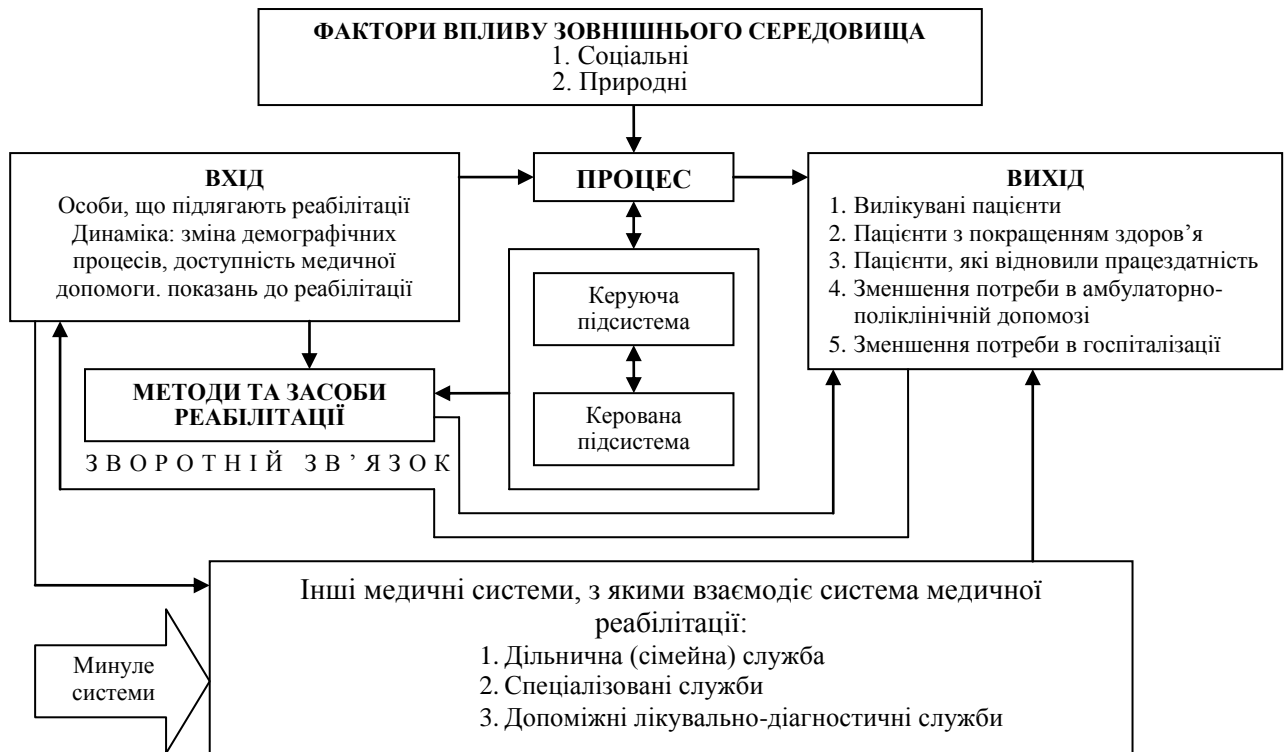 ФАКТОРИ ВПЛИВУ ЗОВНІШНЬОГО СЕРЕДОВИЩА
1. Соціальні
2. Природні
ВХІД
Особи, що підлягають реабілітації
Динаміка: зміна демографічних
процесів, доступність медичної
допомоги. показань до реабілітації
ПРОЦЕС
ВИХІД
1. Вилікувані пацієнти
2. Пацієнти з покращенням здоров’я
3. Пацієнти, які відновили працездатність
4. Зменшення потреби в амбулаторно-
поліклінічній допомозі
5. Зменшення потреби в госпіталізації
Керуюча
підсистема
Керована
підсистема
МЕТОДИ ТА ЗАСОБИ
РЕАБІЛІТАЦІЇ
З В О Р О Т Н І Й З В ’ Я З О К
Інші медичні системи, з якими взаємодіє система медичної
реабілітації:
1. Дільнична (сімейна) служба
2. Спеціалізовані служби
3. Допоміжні лікувально-діагностичні служби
Минуле
системи